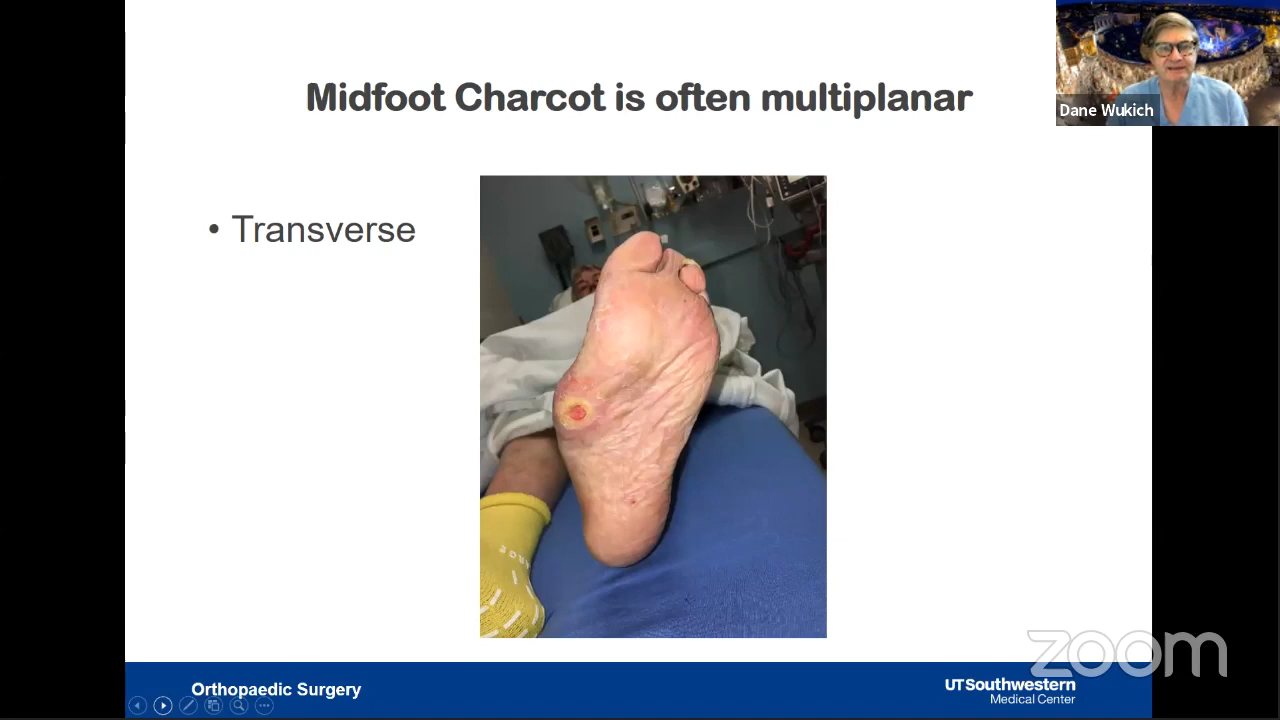 Midfoot Charcot is often multiplanar
Dane Wukich
• Transverse
zoom
Orthopaedic Surgery
UTSouthwestern
Medical Center